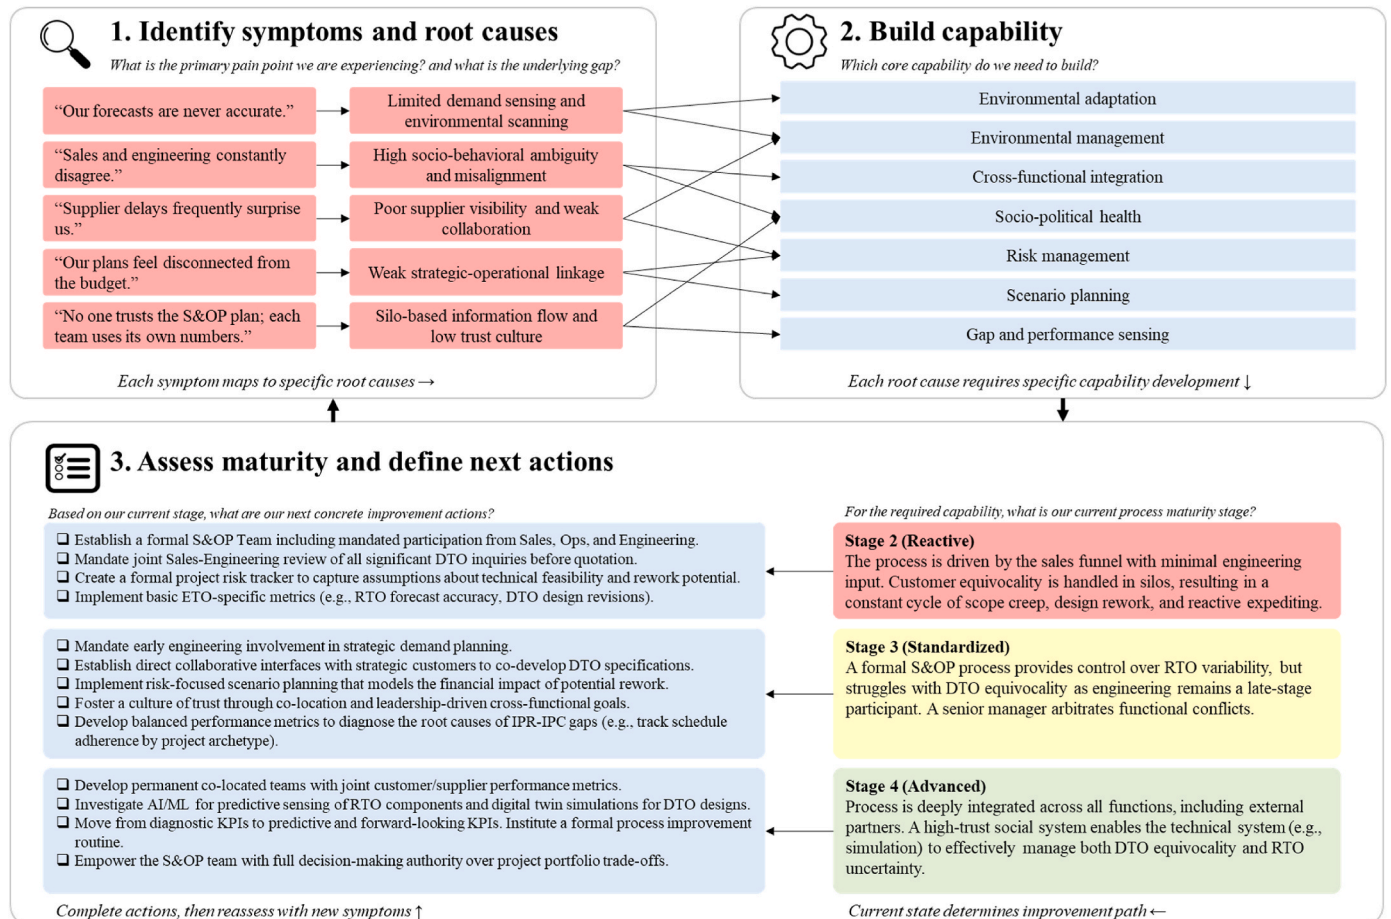 1. Identify symptoms and root causes
What is the primary pain point we are experiencing? and what is the underlying gap?
“Our forecasts are never accurate.”
Limited demand sensing and
environmental scanning
“Sales and engineering constantly
disagree.”
High socio-behavioral ambiguity
and misalignment
“Supplier delays frequently surprise
us.”
Poor supplier visibility and weak
collaboration
“Our plans feel disconnected from
the budget.”
Weak strategic-operational linkage
“No one trusts the S&OP plan; each
team uses its own numbers.”
Silo-based information flow and
low trust culture
Each symptom maps to specific root causes →
2. Build capability
Which core capability do we need to build?
Environmental adaptation
Environmental management
Cross-functional integration
Socio-political health
Risk management
Scenario planning
Gap and performance sensing
Each root cause requires specific capability development ↓
3. Assess maturity and define next actions
Based on our current stage, what are our next concrete improvement actions?
For the required capability, what is our current process maturity stage?
❑ Establish a formal S&OP Team including mandated participation from Sales, Ops, and Engineering.
❑ Mandate joint Sales-Engineering review of all significant DTO inquiries before quotation.
❑ Create a formal project risk tracker to capture assumptions about technical feasibility and rework potential.
❑ Implement basic ETO-specific metrics (e.g., RTO forecast accuracy, DTO design revisions).
Stage 2 (Reactive)
The process is driven by the sales funnel with minimal engineering
input. Customer equivocality is handled in silos, resulting in a
constant cycle of scope creep, design rework, and reactive expediting.
❑ Mandate early engineering involvement in strategic demand planning.
❑ Establish direct collaborative interfaces with strategic customers to co-develop DTO specifications.
❑ Implement risk-focused scenario planning that models the financial impact of potential rework.
❑ Foster a culture of trust through co-location and leadership-driven cross-functional goals.
❑ Develop balanced performance metrics to diagnose the root causes of IPR-IPC gaps (e.g., track schedule
adherence by project archetype).
Stage 3 (Standardized)
A formal S&OP process provides control over RTO variability, but
struggles with DTO equivocality as engineering remains a late-stage
participant. A senior manager arbitrates functional conflicts.
❑ Develop permanent co-located teams with joint customer/supplier performance metrics.
❑ Investigate AI/ML for predictive sensing of RTO components and digital twin simulations for DTO designs.
❑ Move from diagnostic KPIs to predictive and forward-looking KPIs. Institute a formal process improvement
routine.
❑ Empower the S&OP team with full decision-making authority over project portfolio trade-offs.
Stage 4 (Advanced)
Process is deeply integrated across all functions, including external
partners. A high-trust social system enables the technical system (e.g.,
simulation) to effectively manage both DTO equivocality and RTO
uncertainty.
Complete actions, then reassess with new symptoms ↑
Current state determines improvement path ←